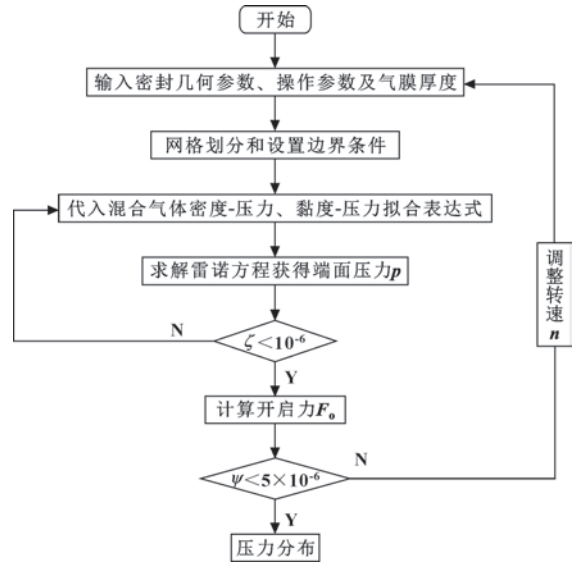 开始
输入密封几何参数、操作参数及气膜厚度
网格划分和设置边界条件
代入混合气体密度-压力、黏度-压力拟合表达式
求解雷诺方程获得端面压力p
N
ζ<10⁻⁶
Y
计算开启力Fₒ
ψ<5×10⁻⁶
N
Y
压力分布
调整转速n